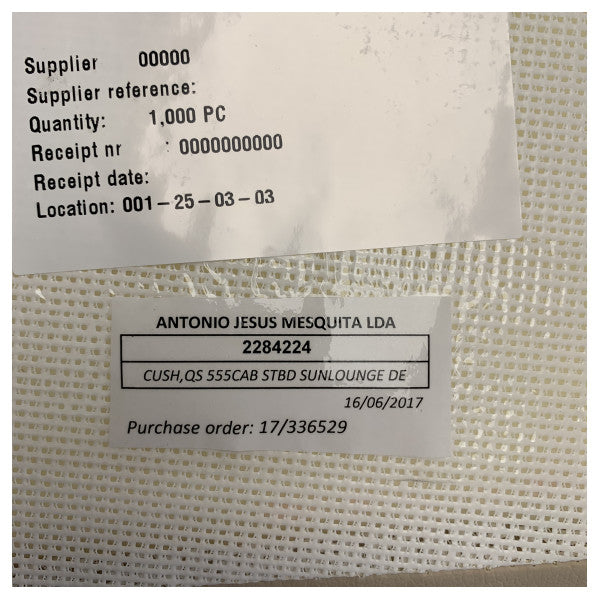 Supplier 00000
Supplier reference:
Quantity: 1,000 PC
Receipt nr : 0000000000
Receipt date:
Location: 001-25-03-03
ANTONIO JESUS MESQUITA LDA
2284224
CUSH,QS 555CAB STBD SUNLOUNGE DE
16/06/2017
Purchase order: 17/336529